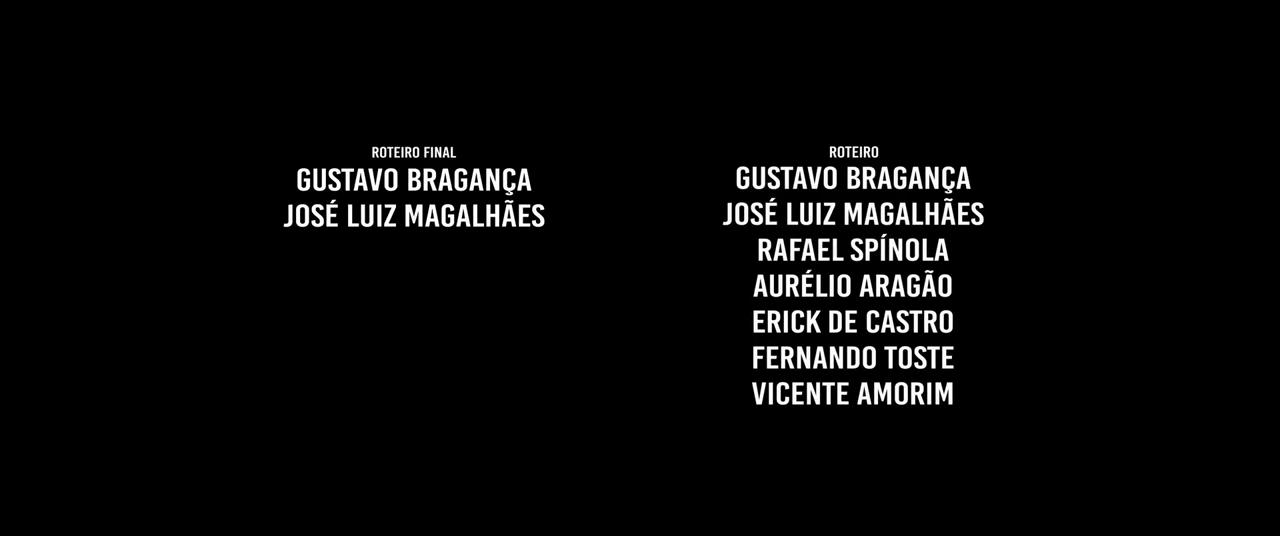 ROTEIRO FINAL
GUSTAVO BRAGANÇA
JOSÉ LUIZ MAGALHÃES
ROTEIRO
GUSTAVO BRAGANÇA
JOSÉ LUIZ MAGALHÃES
RAFAEL SPÍNOLA
AURÉLIO ARAGÃO
ERICK DE CASTRO
FERNANDO TOSTE
VICENTE AMORIM